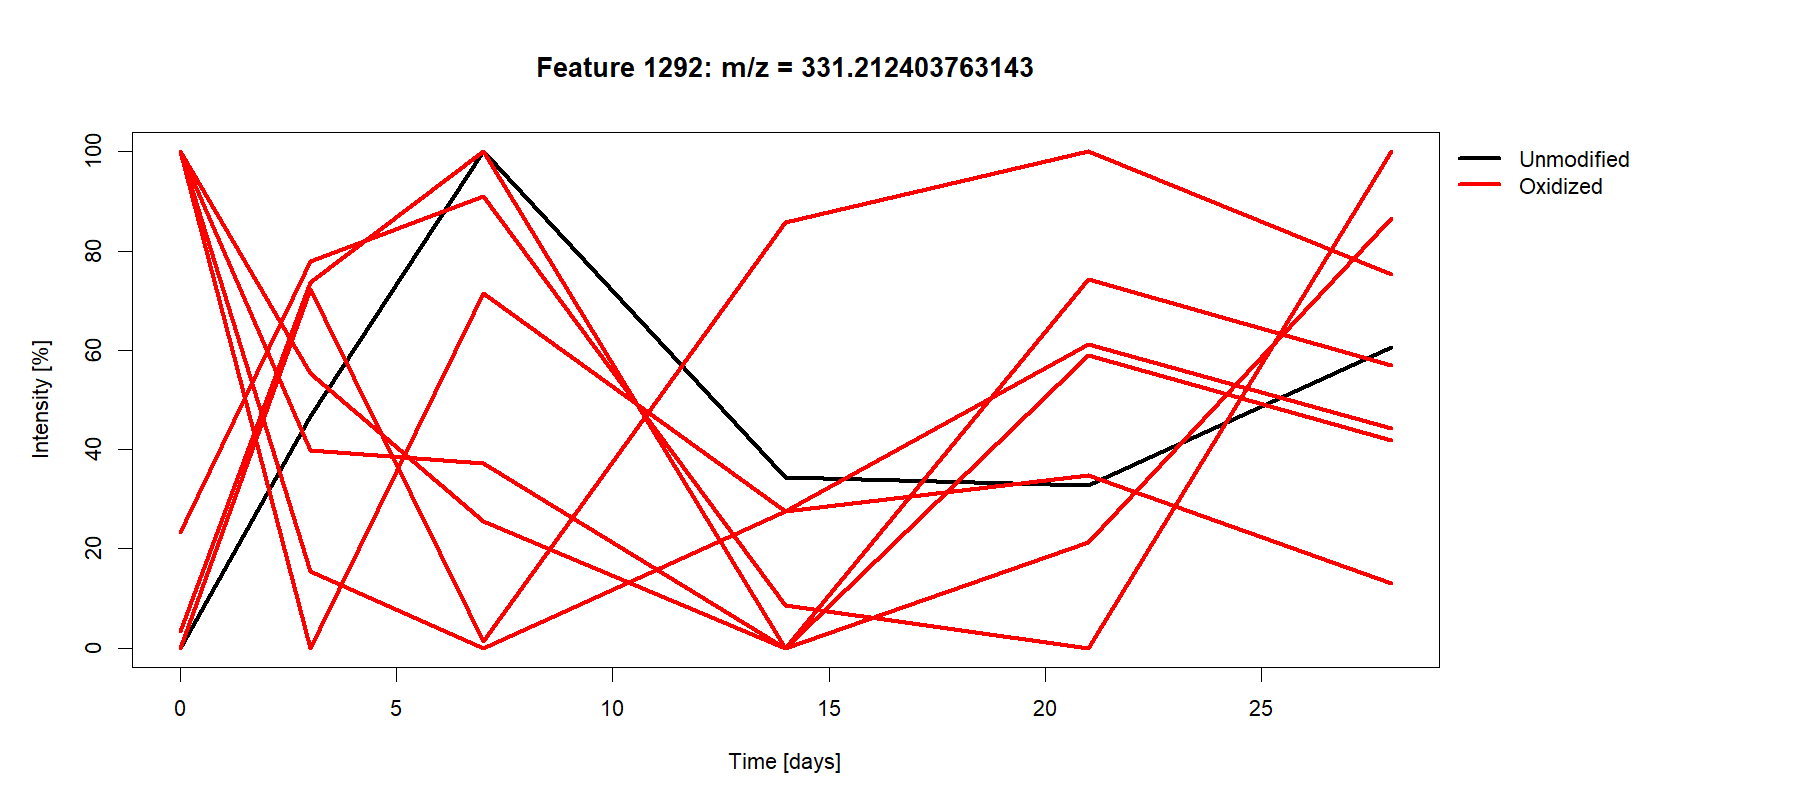 Feature 1292: m/z = 331.212403763143
Unmodified
Oxidized
100
80
60
40
20
0
Intensity [%]
0 5 10 15 20 25
Time [days]